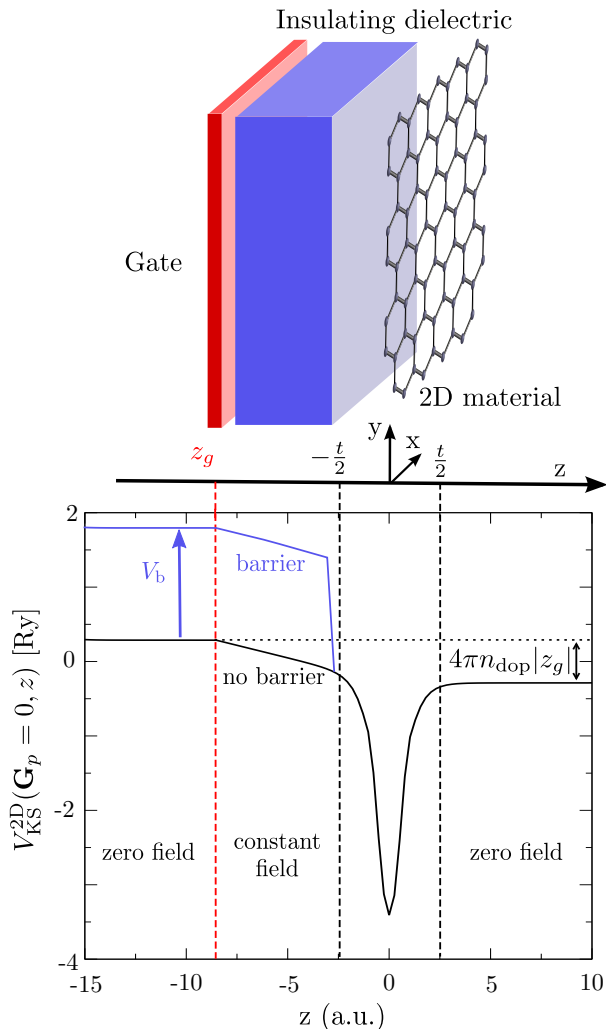 Insulating dielectric
Gate
2D material
z_g
-t/2
y
x
t/2
z
2
0
-2
-4
V_KS^2D(G_p = 0, z) [Ry]
barrier
V_b
no barrier
4πn_dop|z_g|
zero field
constant
field
zero field
-15
-10
-5
0
5
10
z (a.u.)